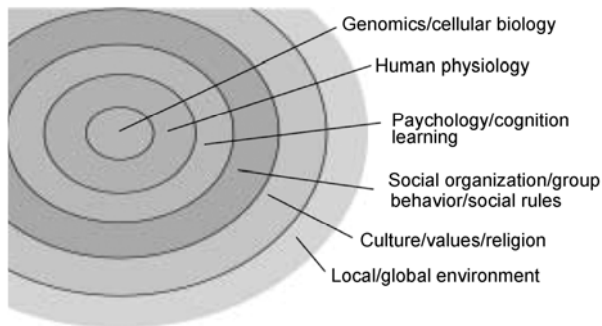 Genomics/cellular biology
Human physiology
Paychology/cognition
learning
Social organization/group
behavior/social rules
Culture/values/religion
Local/global environment